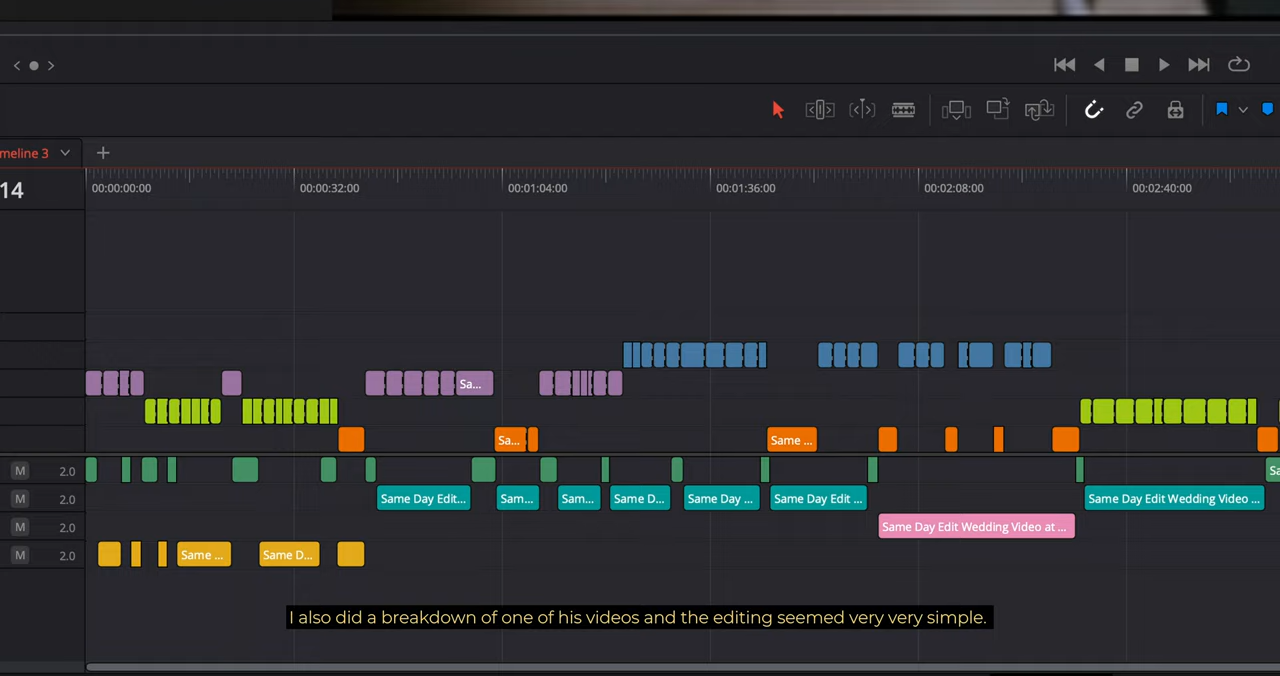 meline 3
14
00:00:00:00 00:00:32:00 00:01:04:00 00:01:36:00 00:02:08:00 00:02:40:00
Sa...
Sa... Same ...
M 2.0 Sa
M 2.0 Same Day Edit... Sam... Sam... Same D... Same Day ... Same Day Edit ... Same Day Edit Wedding Video ...
M 2.0 Same Day Edit Wedding Video at ...
M 2.0 Same ... Same D...
I also did a breakdown of one of his videos and the editing seemed very very simple.